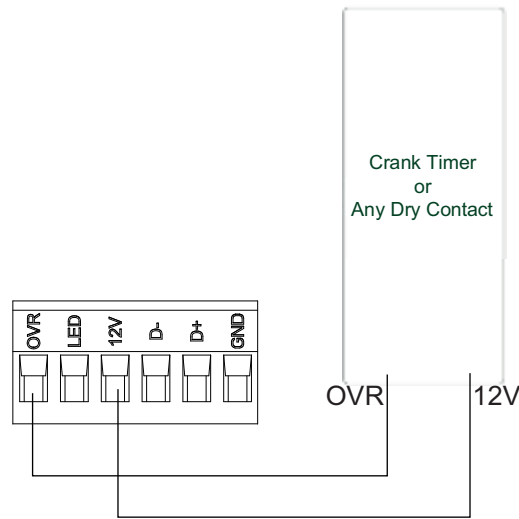 Crank Timer
or
Any Dry Contact
OVR
LED
12V
D-
D+
GND
OVR
12V